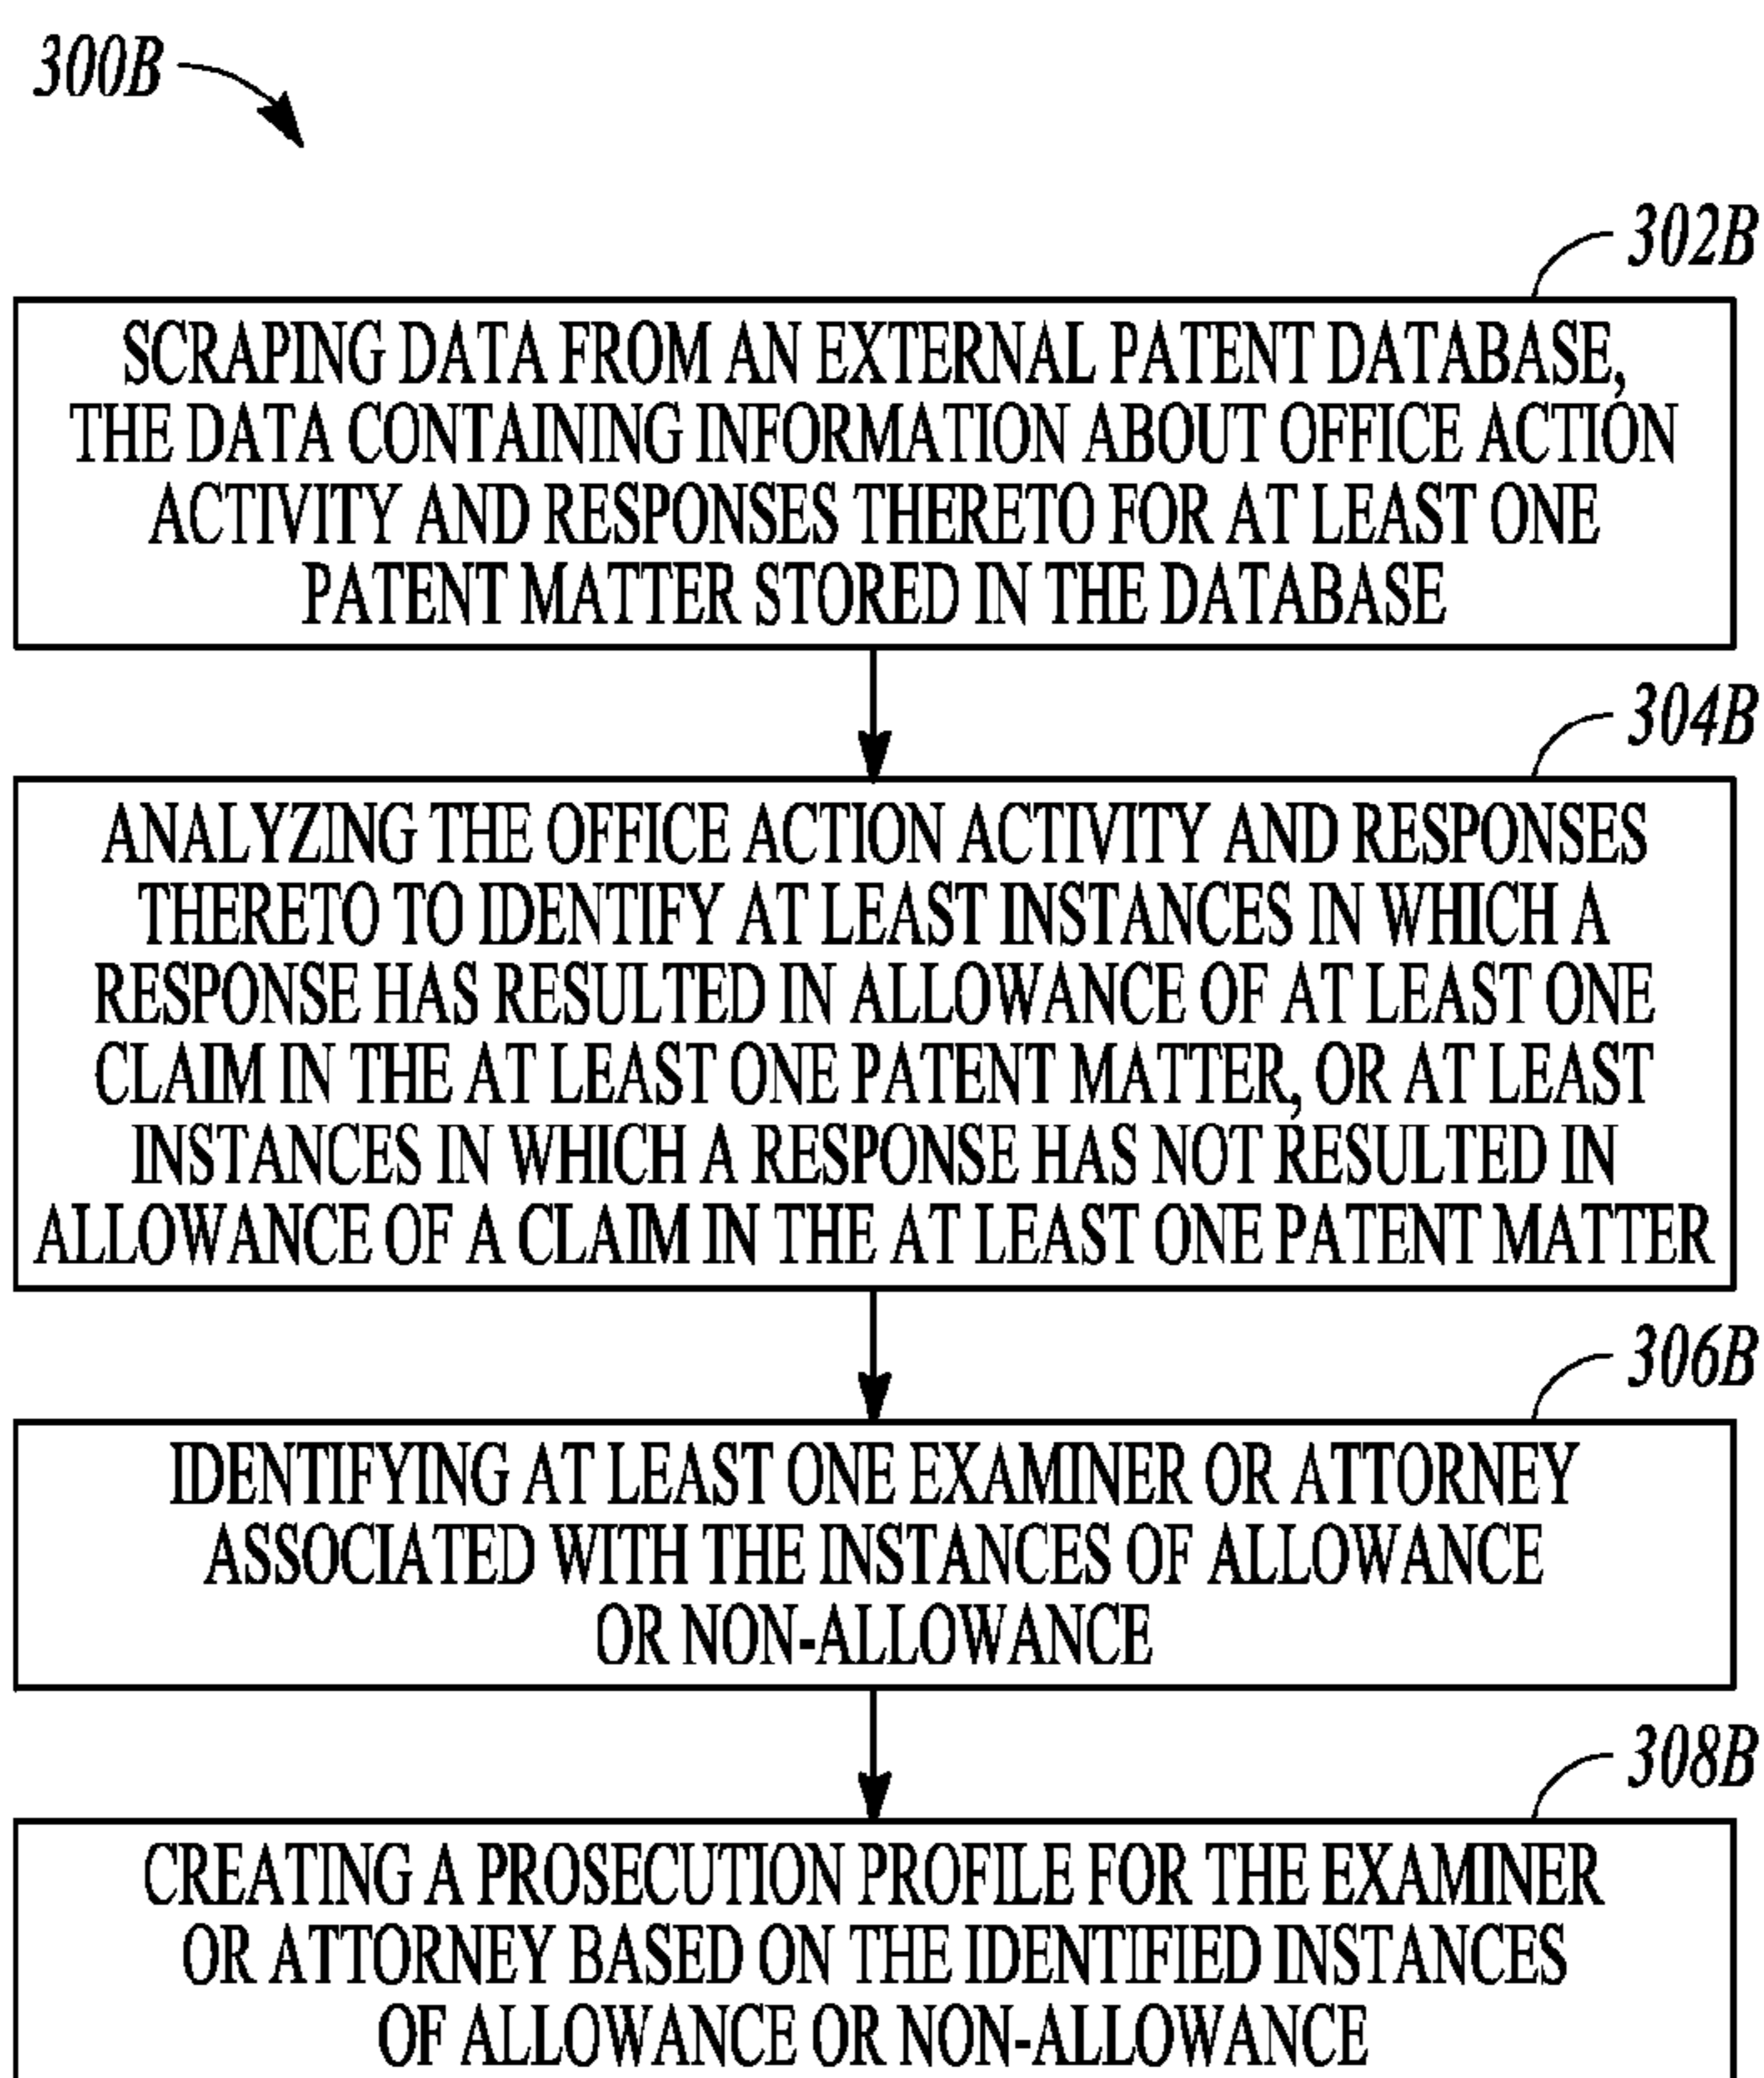 300B
302B
SCRAPING DATA FROM AN EXTERNAL PATENT DATABASE,
THE DATA CONTAINING INFORMATION ABOUT OFFICE ACTION
ACTIVITY AND RESPONSES THERETO FOR AT LEAST ONE
PATENT MATTER STORED IN THE DATABASE
304B
ANALYZING THE OFFICE ACTION ACTIVITY AND RESPONSES
THERETO TO IDENTIFY AT LEAST INSTANCES IN WHICH A
RESPONSE HAS RESULTED IN ALLOWANCE OF AT LEAST ONE
CLAIM IN THE AT LEAST ONE PATENT MATTER, OR AT LEAST
INSTANCES IN WHICH A RESPONSE HAS NOT RESULTED IN
ALLOWANCE OF A CLAIM IN THE AT LEAST ONE PATENT MATTER
306B
IDENTIFYING AT LEAST ONE EXAMINER OR ATTORNEY
ASSOCIATED WITH THE INSTANCES OF ALLOWANCE
OR NON-ALLOWANCE
308B
CREATING A PROSECUTION PROFILE FOR THE EXAMINER
OR ATTORNEY BASED ON THE IDENTIFIED INSTANCES
OF ALLOWANCE OR NON-ALLOWANCE